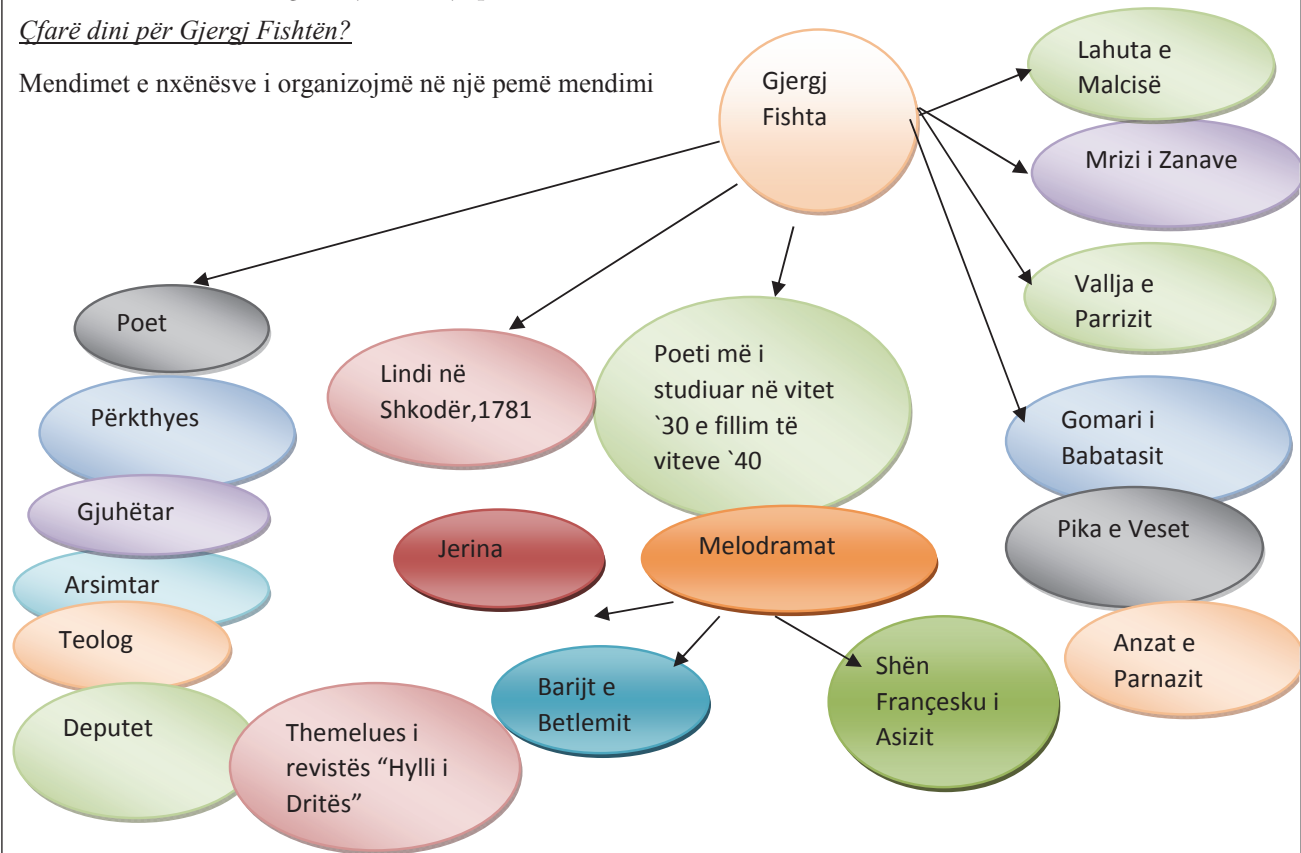 Çfarë dini për Gjergj Fishtën?
Mendimet e nxënësve i organizojmë në një pemë mendimi
Gjergj
Fishta
Lahuta e
Malcisë
Mrizi i Zanave
Vallja e
Parrizit
Gomari i
Babatasit
Pika e Veset
Anzat e
Parnazit
Poet
Përkthyes
Gjuhëtar
Arsimtar
Teolog
Deputet
Themelues i
revistës “Hylli i
Dritës”
Lindi në
Shkodër,1781
Poeti më i
studiuar në vitet
`30 e fillim të
viteve `40
Melodramat
Jerina
Barijt e
Betlemit
Shën
Françesku i
Asizit